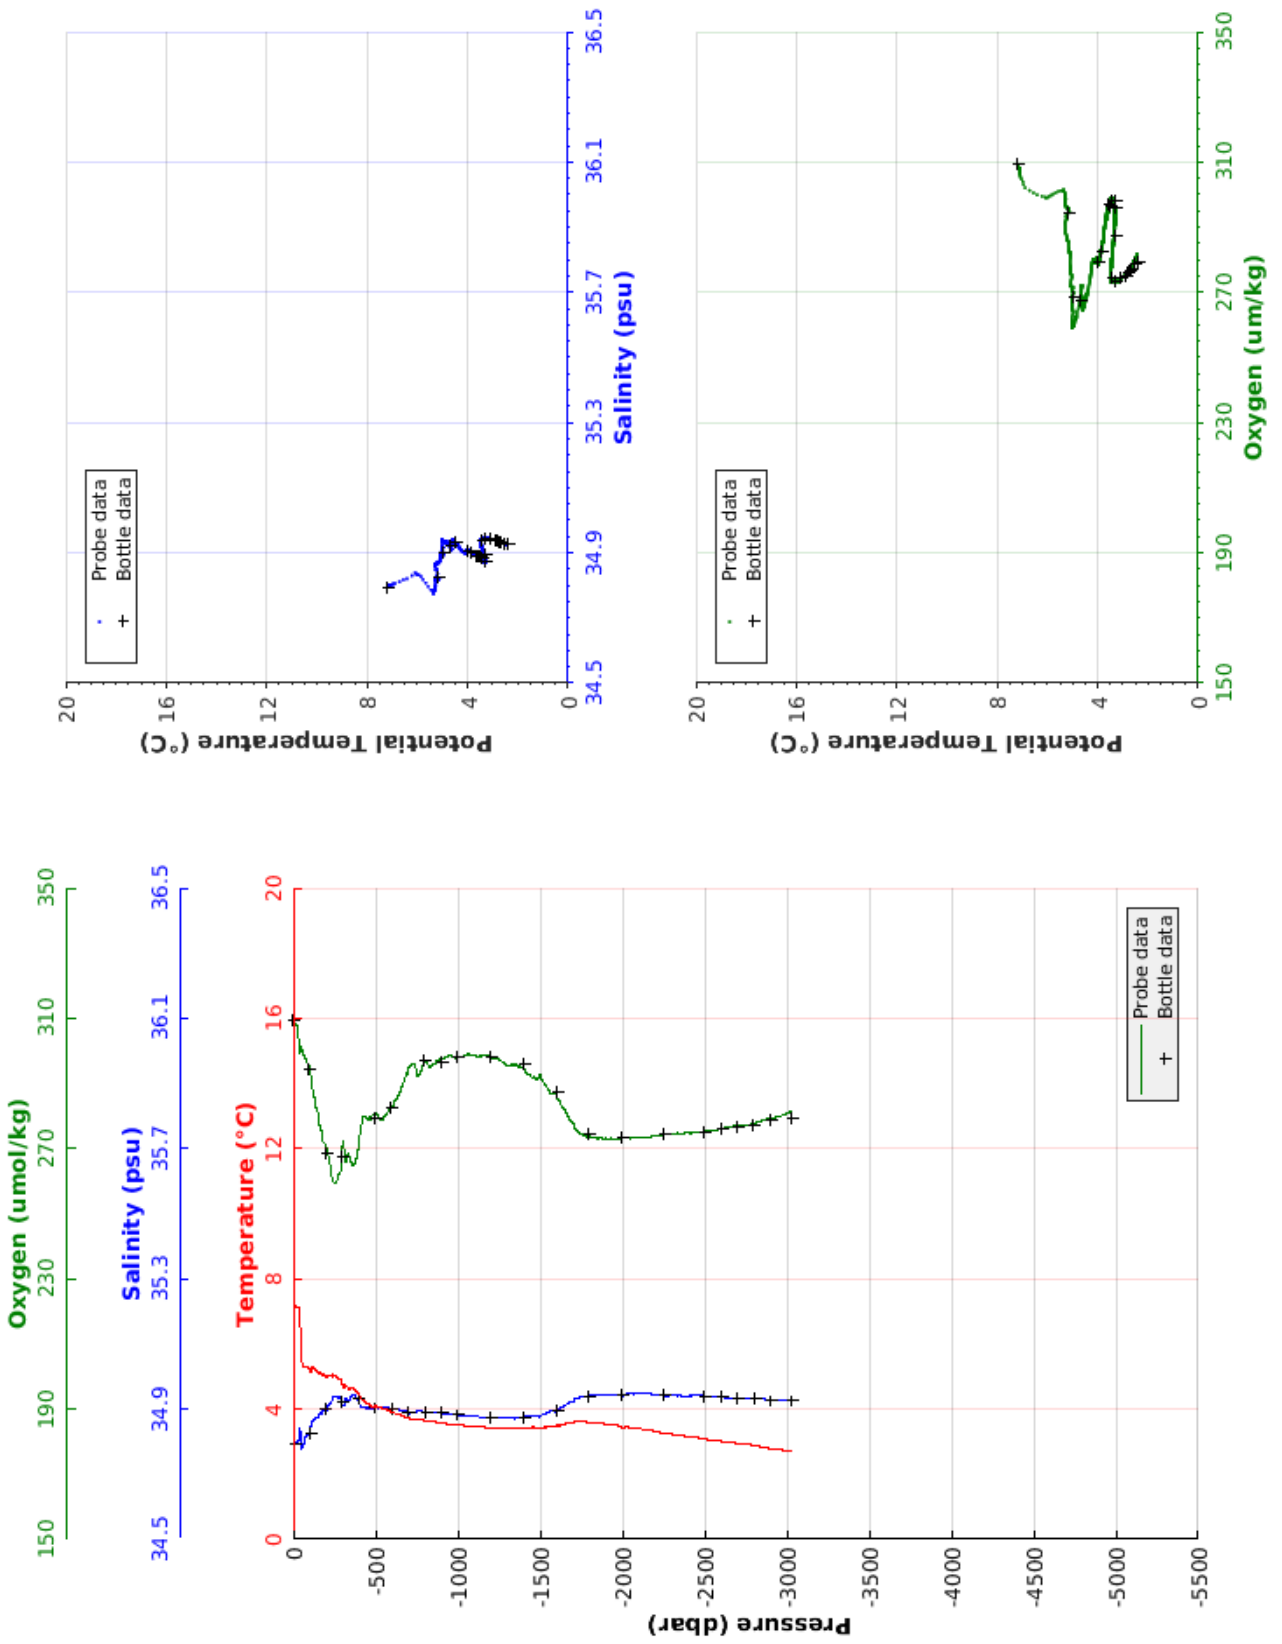 Oxygen (umol/kg)
150 190 230 270 310 350
Salinity (psu)
34.5 34.9 35.3 35.7 36.1 36.5
Temperature (°C)
0 4 8 12 16 20
0
-500
-1000
-1500
-2000
-2500
-3000
-3500
-4000
-4500
-5000
-5500
Pressure (dbar)
Probe data
Bottle data
20
16
12
8
4
0
Potential Temperature (°C)
Probe data
Bottle data
34.5 34.9 35.3 35.7 36.1 36.5
Salinity (psu)
20
16
12
8
4
0
Potential Temperature (°C)
Probe data
Bottle data
150 190 230 270 310 350
Oxygen (um/kg)